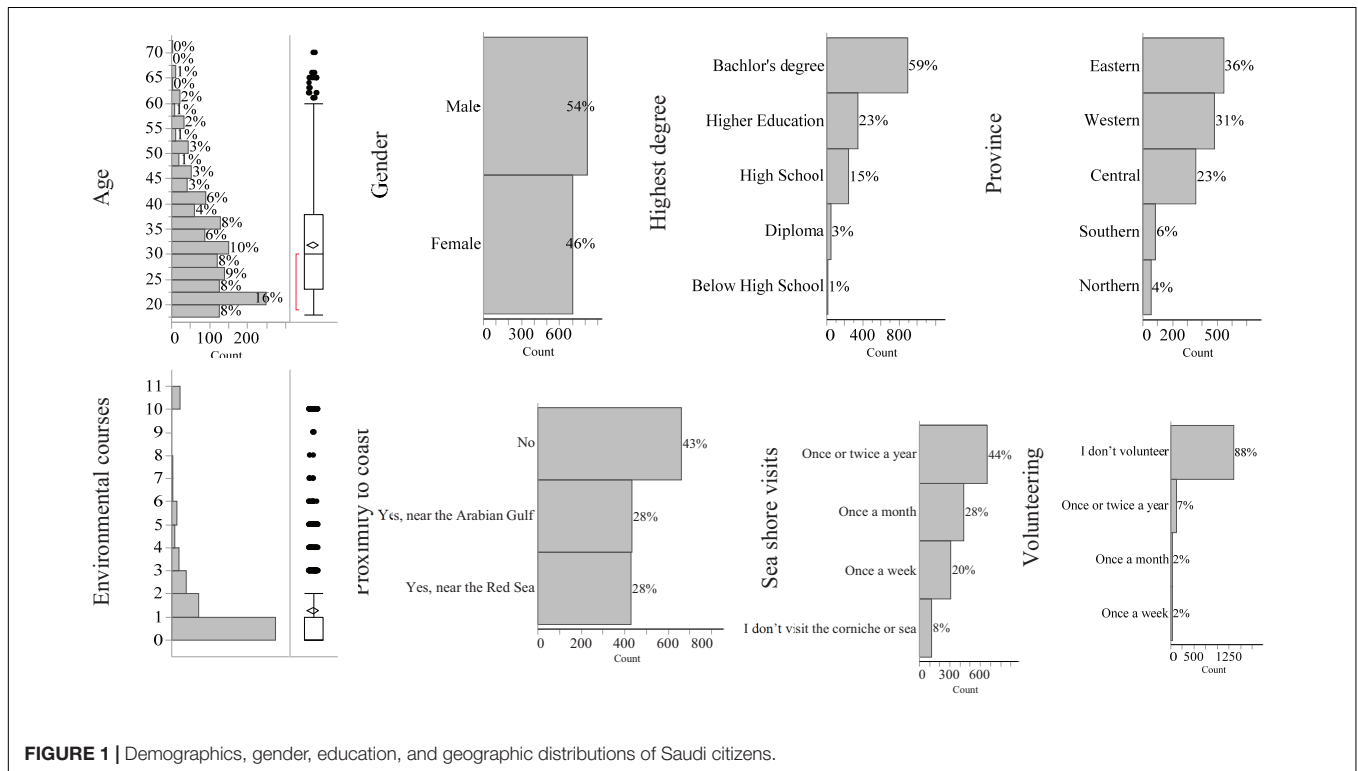 Age
70
65
60
55
50
45
40
35
30
25
20
0%
0%
1%
0%
2%
1%
2%
1%
3%
1%
3%
3%
6%
4%
8%
6%
10%
8%
9%
8%
16%
8%
0 100 200
Count
Gender
Male 54%
Female 46%
300 600
Count
Highest degree
Bachlor's degree 59%
Higher Education 23%
High School 15%
Diploma 3%
Below High School 1%
0 400 800
Count
Province
Eastern 36%
Western 31%
Central 23%
Southern 6%
Northern 4%
0 200 500
Count
Environmental courses
11
10
9
8
7
6
5
4
3
2
1
0
Proximity to coast
No 43%
Yes, near the Arabian Gulf 28%
Yes, near the Red Sea 28%
0 200 400 600 800
Count
Sea shore visits
Once or twice a year 44%
Once a month 28%
Once a week 20%
I don't visit the corniche or sea 8%
0 300 600
Count
Volunteering
I don't volunteer 88%
Once or twice a year 7%
Once a month 2%
Once a week 2%
0 500 1250
Count
FIGURE 1 | Demographics, gender, education, and geographic distributions of Saudi citizens.